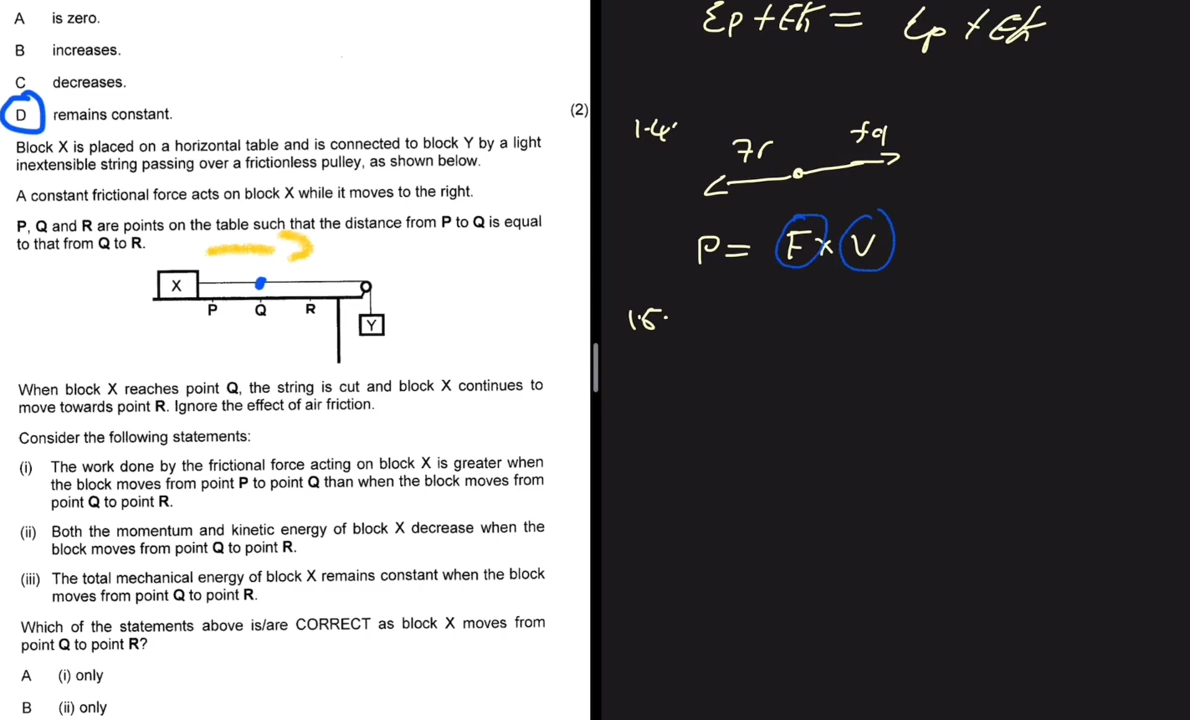 A is zero.
B increases.
C decreases.
D remains constant.
(2)
Block X is placed on a horizontal table and is connected to block Y by a light
inextensible string passing over a frictionless pulley, as shown below.
A constant frictional force acts on block X while it moves to the right.
P, Q and R are points on the table such that the distance from P to Q is equal
to that from Q to R.
X
P Q R
Y
When block X reaches point Q, the string is cut and block X continues to
move towards point R. Ignore the effect of air friction.
Consider the following statements:
(i) The work done by the frictional force acting on block X is greater when
the block moves from point P to point Q than when the block moves from
point Q to point R.
(ii) Both the momentum and kinetic energy of block X decrease when the
block moves from point Q to point R.
(iii) The total mechanical energy of block X remains constant when the block
moves from point Q to point R.
Which of the statements above is/are CORRECT as block X moves from
point Q to point R?
A (i) only
B (ii) only
Ep + Ek = Ep + Ek
1.4
P = F x V
1.5.